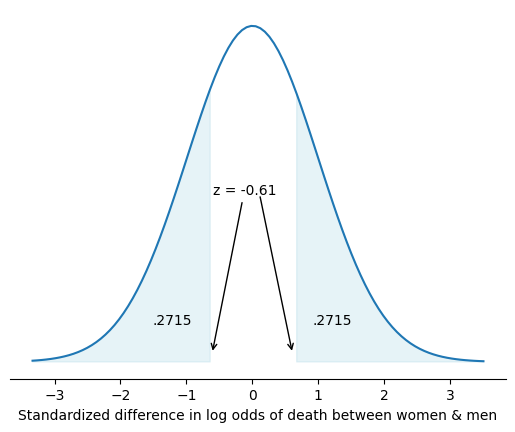 z = -0.61
.2715 .2715
−3 −2 −1 0 1 2 3
Standardized difference in log odds of death between women & men